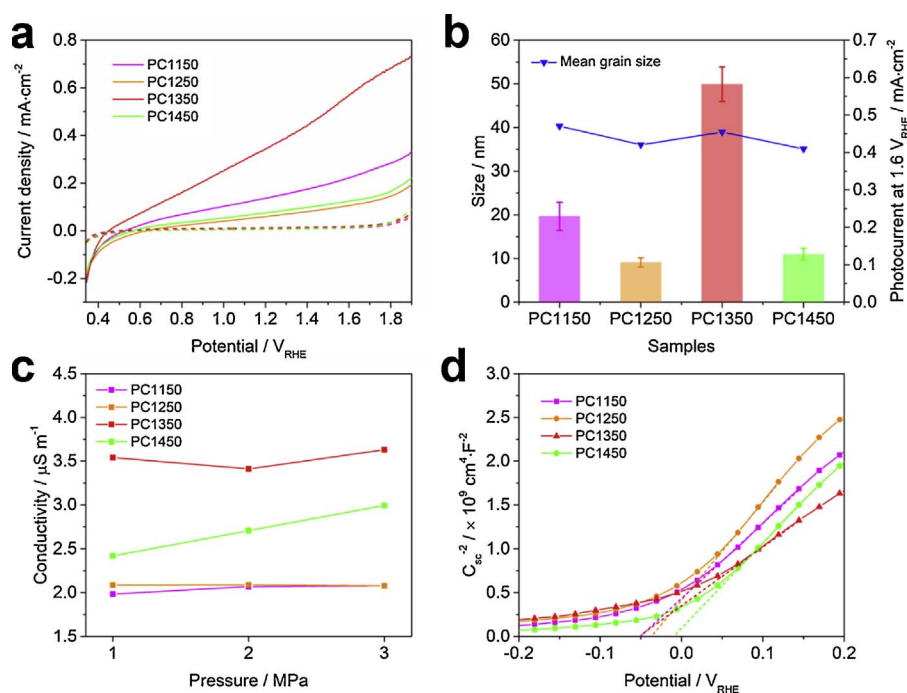 a
Current density / mA·cm⁻²
0.8
0.6
0.4
0.2
0.0
-0.2
PC1150
PC1250
PC1350
PC1450
0.4 0.6 0.8 1.0 1.2 1.4 1.6 1.8
Potential / V_RHE
b
Size / nm
60
50
40
30
20
10
0
Mean grain size
0.7
0.6
0.5
0.4
0.3
0.2
0.1
0.0
Photocurrent at 1.6 V_RHE / mA·cm⁻²
PC1150 PC1250 PC1350 PC1450
Samples
c
Conductivity / µS m⁻¹
4.5
4.0
3.5
3.0
2.5
2.0
1.5
PC1150
PC1250
PC1350
PC1450
1 2 3
Pressure / MPa
d
C_sc⁻² / × 10⁹ cm⁴·F⁻²
3.0
2.5
2.0
1.5
1.0
0.5
0.0
PC1150
PC1250
PC1350
PC1450
-0.2 -0.1 0.0 0.1 0.2
Potential / V_RHE